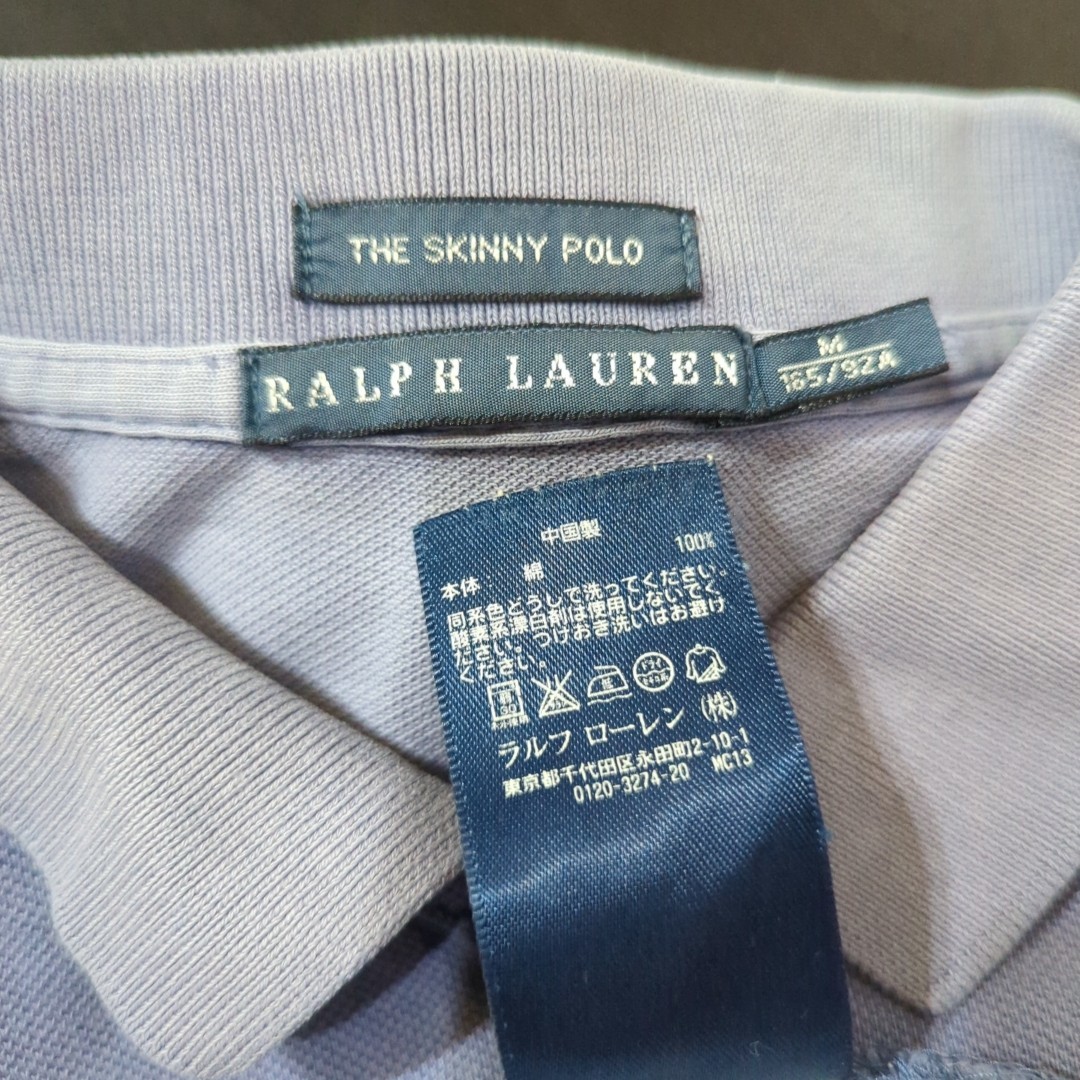 THE SKINNY POLO
RALPH LAUREN
M
165/92A
中国製
本体 綿 100%
同系色どうしで洗ってください。
酸素系漂白剤は使用しないでく
ださい。つけおき洗いはお避け
ください。
ラルフ ローレン (株)
東京都千代田区永田町2-10-1
0120-3274-20 MC13